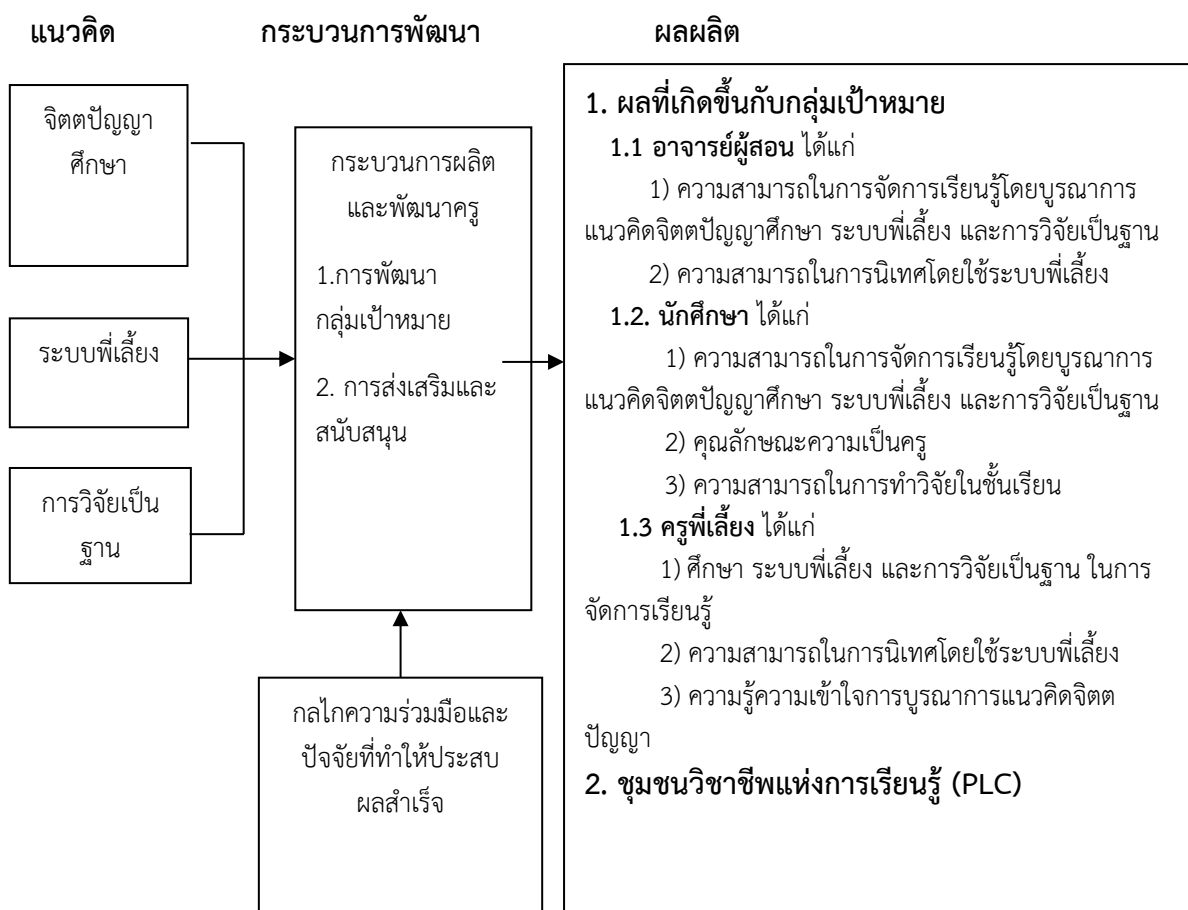 แนวคิด กระบวนการพัฒนา ผลผลิต
จิตตปัญญา
ศึกษา
ระบบพี่เลี้ยง
การวิจัยเป็น
ฐาน
กระบวนการผลิต
และพัฒนาครู
1.การพัฒนา
กลุ่มเป้าหมาย
2. การส่งเสริมและ
สนับสนุน
กลไกความร่วมมือและ
ปัจจัยที่ทำให้ประสบ
ผลสำเร็จ
1. ผลที่เกิดขึ้นกับกลุ่มเป้าหมาย
1.1 อาจารย์ผู้สอน ได้แก่
1) ความสามารถในการจัดการเรียนรู้โดยบูรณาการ
แนวคิดจิตตปัญญาศึกษา ระบบพี่เลี้ยง และการวิจัยเป็นฐาน
2) ความสามารถในการนิเทศโดยใช้ระบบพี่เลี้ยง
1.2. นักศึกษา ได้แก่
1) ความสามารถในการจัดการเรียนรู้โดยบูรณาการ
แนวคิดจิตตปัญญาศึกษา ระบบพี่เลี้ยง และการวิจัยเป็นฐาน
2) คุณลักษณะความเป็นครู
3) ความสามารถในการทำวิจัยในชั้นเรียน
1.3 ครูพี่เลี้ยง ได้แก่
1) ศึกษา ระบบพี่เลี้ยง และการวิจัยเป็นฐาน ในการ
จัดการเรียนรู้
2) ความสามารถในการนิเทศโดยใช้ระบบพี่เลี้ยง
3) ความรู้ความเข้าใจการบูรณาการแนวคิดจิตต
ปัญญา
2. ชุมชนวิชาชีพแห่งการเรียนรู้ (PLC)